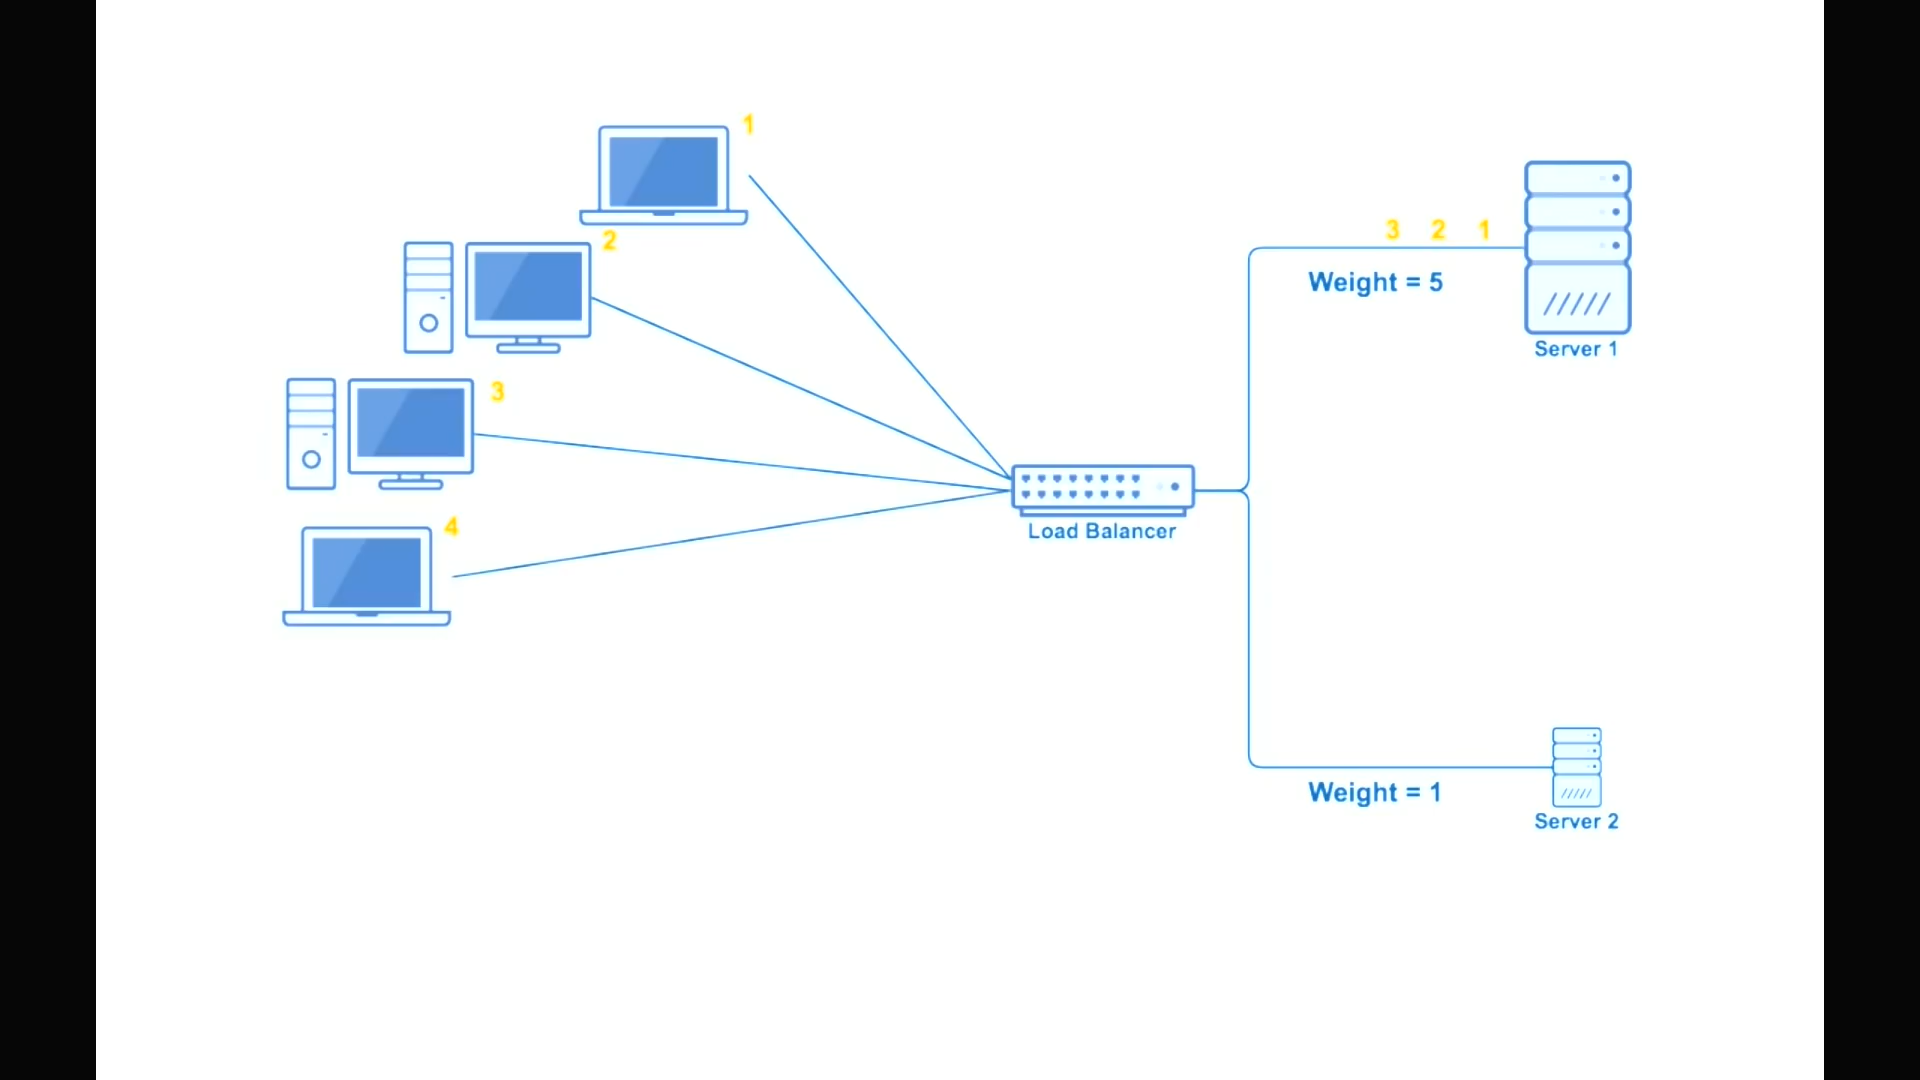 1
2
3
4
Load Balancer
3 2 1
Weight = 5
Server 1
Weight = 1
Server 2